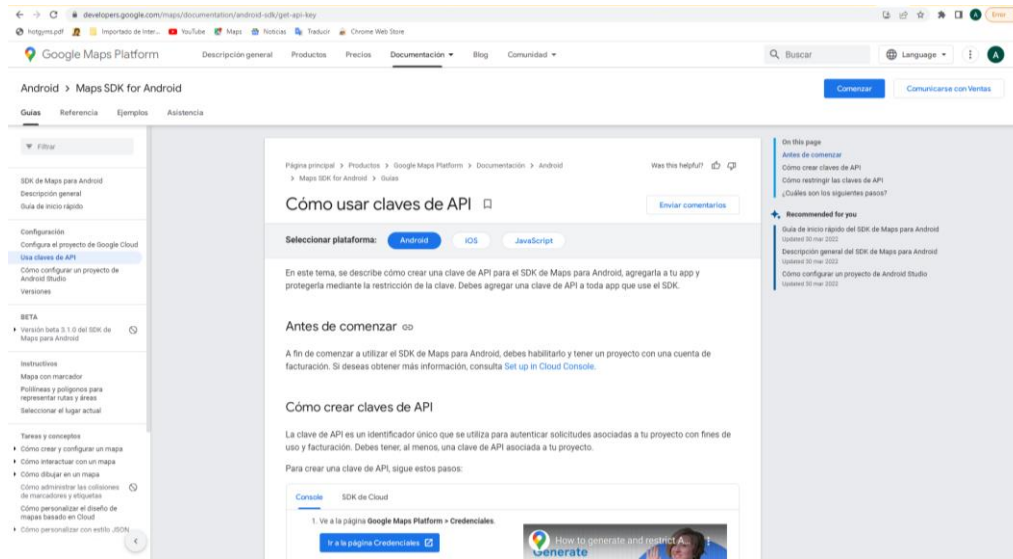 developers.google.com/maps/documentation/android-sdk/get-api-key
Error
hotgyms.pdf
Importado de Inter...
YouTube
Maps
Noticias
Traducir
Chrome Web Store
Google Maps Platform
Descripción general
Productos
Precios
Documentación
Blog
Comunidad
Buscar
Language
A
Android > Maps SDK for Android
Comenzar
Comunicarse con Ventas
Guías
Referencia
Ejemplos
Asistencia
Filtrar
SDK de Maps para Android
Descripción general
Guía de inicio rápido
Configuración
Configura el proyecto de Google Cloud
Usa claves de API
Cómo configurar un proyecto de
Android Studio
Versiones
BETA
Versión beta 3.1.0 del SDK de
Maps para Android
Instructivos
Mapa con marcador
Polilíneas y polígonos para
representar rutas y áreas
Seleccionar el lugar actual
Tareas y conceptos
Cómo crear y configurar un mapa
Cómo interactuar con un mapa
Cómo dibujar en un mapa
Cómo administrar las colisiones
de marcadores y etiquetas
Cómo personalizar el diseño de
mapas basado en Cloud
Cómo personalizar con estilo JSON
Página principal > Productos > Google Maps Platform > Documentación > Android
> Maps SDK for Android > Guías
Was this helpful?
Cómo usar claves de API
Enviar comentarios
Seleccionar plataforma:
Android
iOS
JavaScript
En este tema, se describe cómo crear una clave de API para el SDK de Maps para Android, agregarla a tu app y
protegerla mediante la restricción de la clave. Debes agregar una clave de API a toda app que use el SDK.
Antes de comenzar
A fin de comenzar a utilizar el SDK de Maps para Android, debes habilitarlo y tener un proyecto con una cuenta de
facturación. Si deseas obtener más información, consulta Set up in Cloud Console.
Cómo crear claves de API
La clave de API es un identificador único que se utiliza para autenticar solicitudes asociadas a tu proyecto con fines de
uso y facturación. Debes tener, al menos, una clave de API asociada a tu proyecto.
Para crear una clave de API, sigue estos pasos:
Console
SDK de Cloud
1. Ve a la página Google Maps Platform > Credenciales.
Ir a la página Credenciales
How to generate and restrict A...
Generate
On this page
Antes de comenzar
Cómo crear claves de API
Cómo restringir las claves de API
¿Cuáles son los siguientes pasos?
Recommended for you
Guía de inicio rápido del SDK de Maps para Android
Updated 30 mar 2022
Descripción general del SDK de Maps para Android
Updated 30 mar 2022
Cómo configurar un proyecto de Android Studio
Updated 30 mar 2022